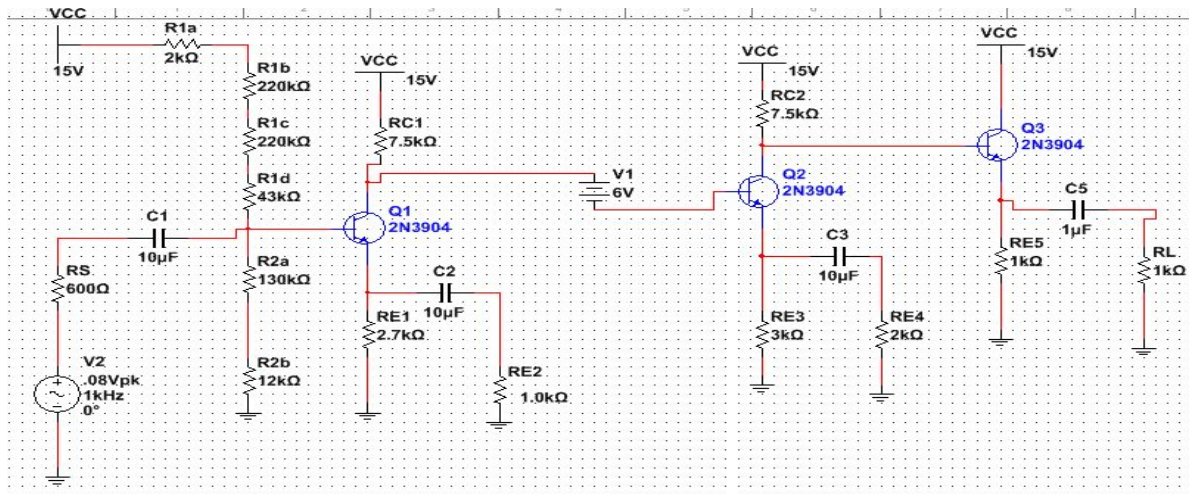 VCC
15V
R1a
2kΩ
R1b
220kΩ
R1c
220kΩ
R1d
43kΩ
C1
10µF
RS
600Ω
V2
.08Vpk
1kHz
0°
R2a
130kΩ
R2b
12kΩ
VCC
15V
RC1
7.5kΩ
Q1
2N3904
C2
10µF
RE1
2.7kΩ
RE2
1.0kΩ
V1
6V
VCC
15V
RC2
7.5kΩ
Q2
2N3904
C3
10µF
RE3
3kΩ
RE4
2kΩ
VCC
15V
Q3
2N3904
C5
1µF
RE5
1kΩ
RL
1kΩ